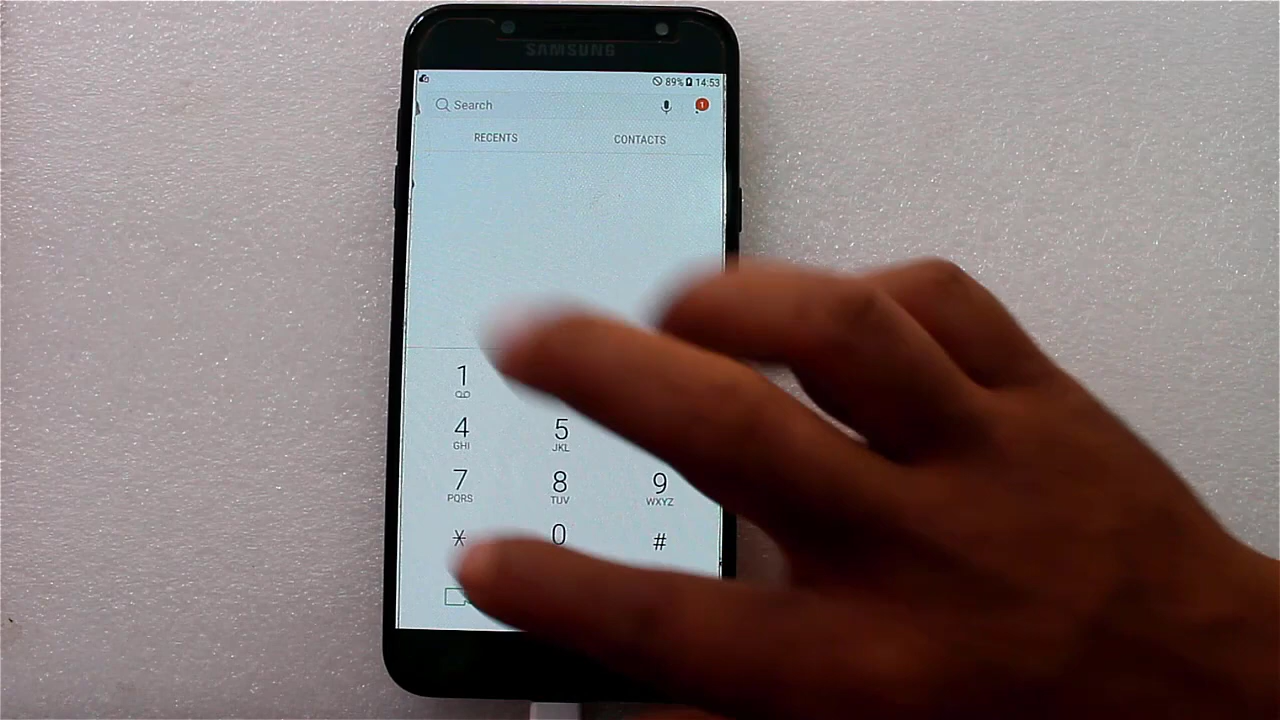 SAMSUNG
89% 14:53
Search 1
RECENTS CONTACTS
1
4 5
GHI JKL
7 8 9
PQRS TUV WXYZ
* 0 #